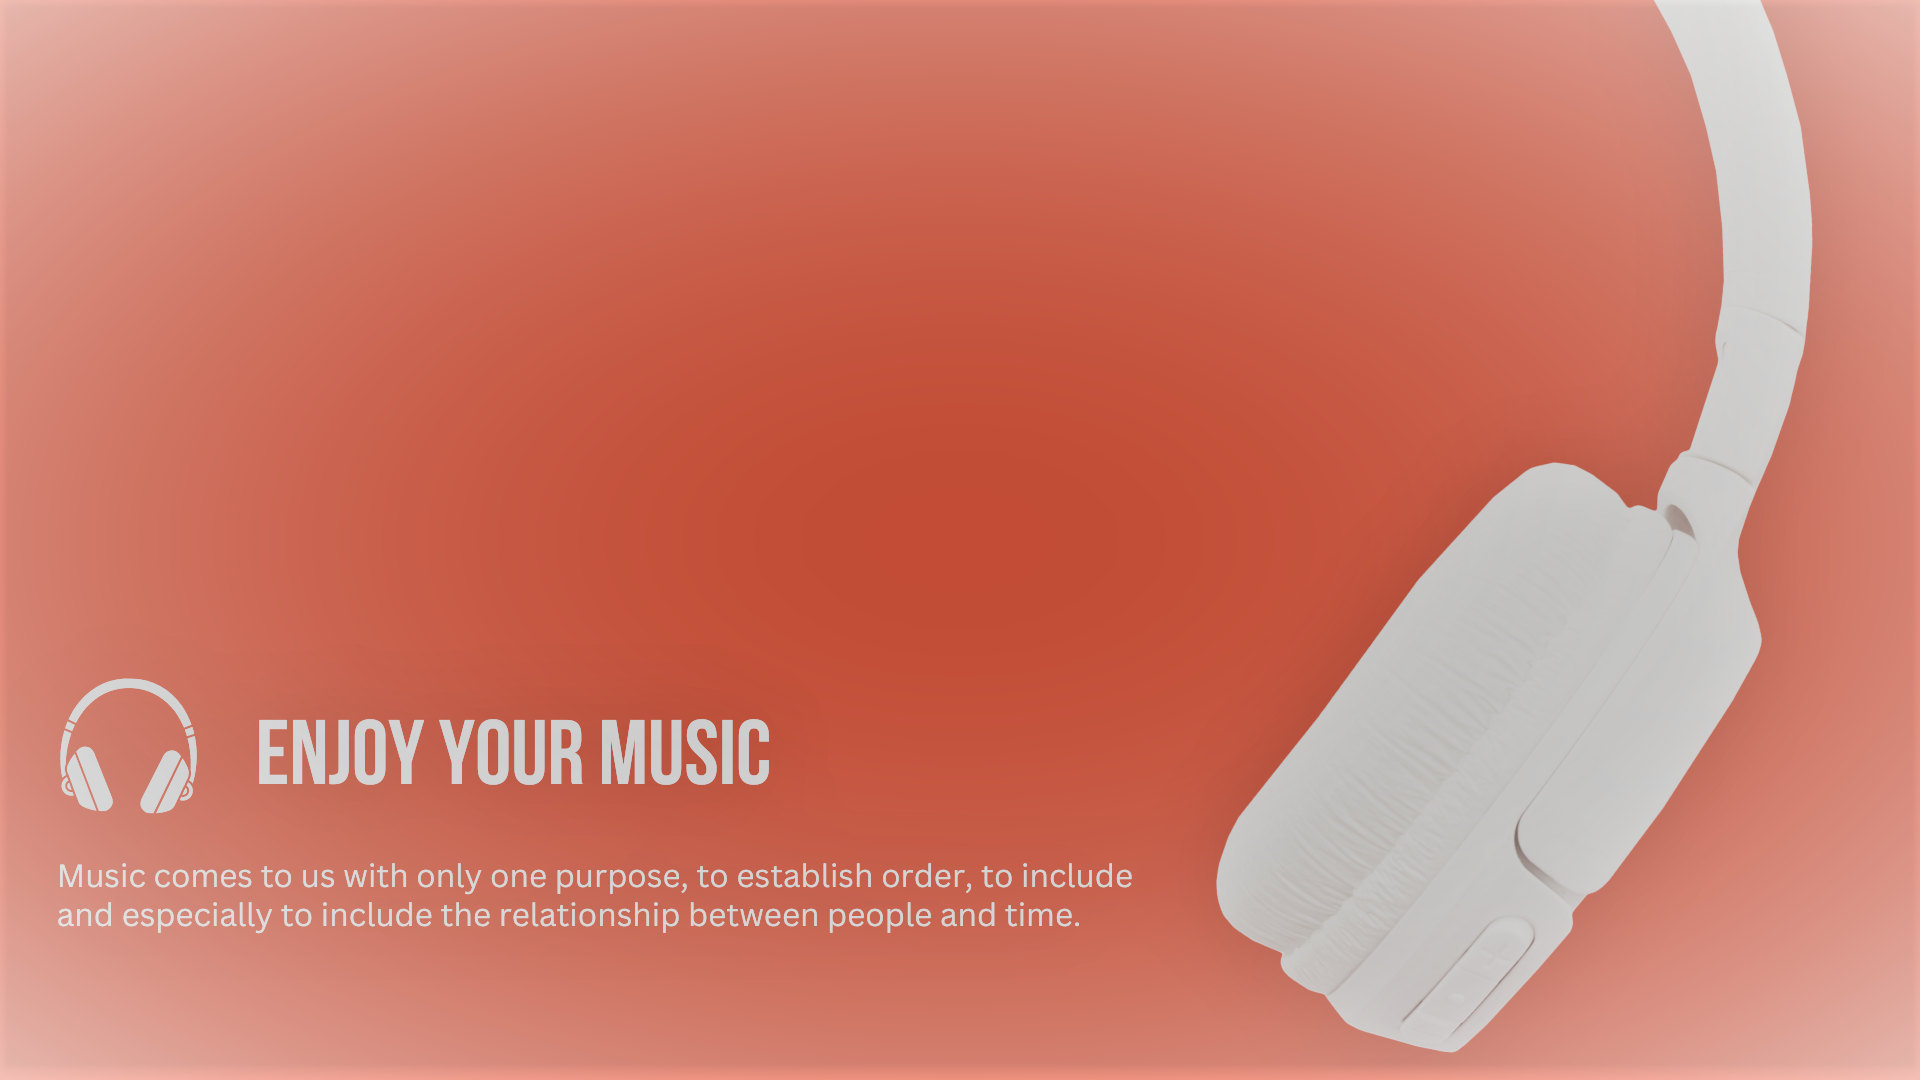 ENJOY YOUR MUSIC
Music comes to us with only one purpose, to establish order, to include
and especially to include the relationship between people and time.